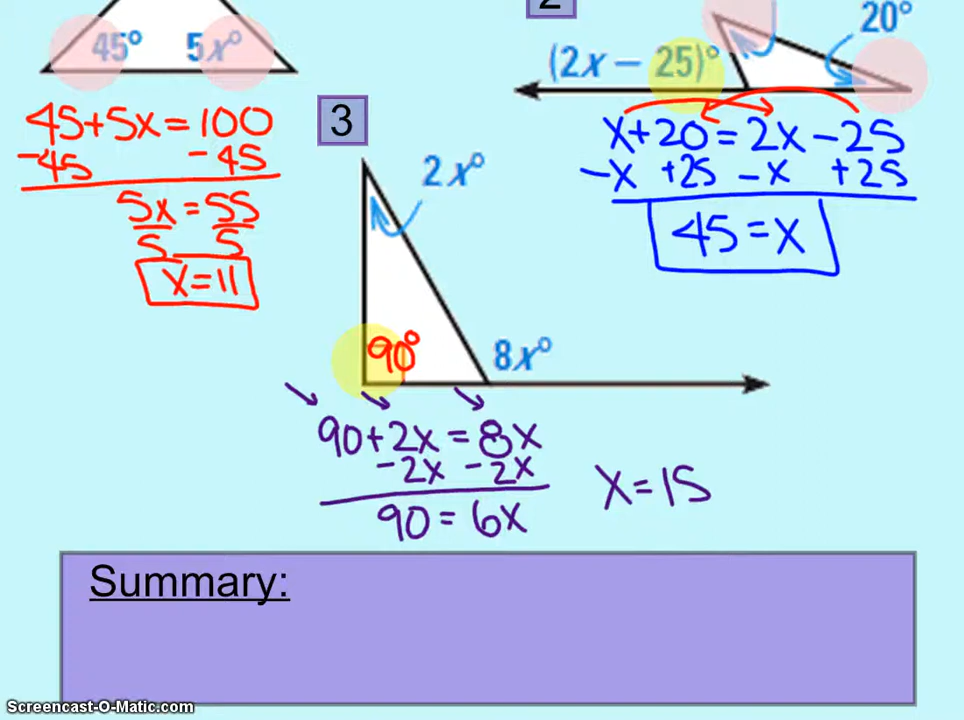 45° 5x°
45+5x=100
-45 -45
5x = 55
5 5
x=11
(2x – 25)° 20°
x+20=2x-25
-x +25 -x +25
45=x
3
2x°
90°
8x°
90+2x=8x
-2x -2x
90=6x
x=15
Summary:
Screencast-O-Matic.com